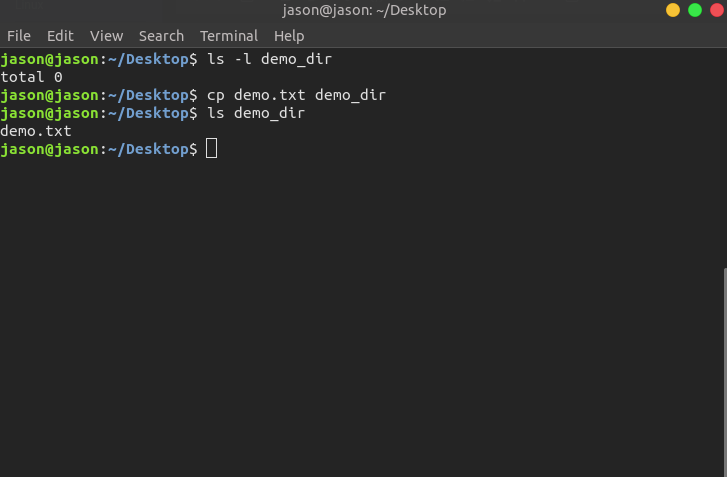 jason@jason: ~/Desktop
File Edit View Search Terminal Help
jason@jason:~/Desktop$ ls -l demo_dir
total 0
jason@jason:~/Desktop$ cp demo.txt demo_dir
jason@jason:~/Desktop$ ls demo_dir
demo.txt
jason@jason:~/Desktop$